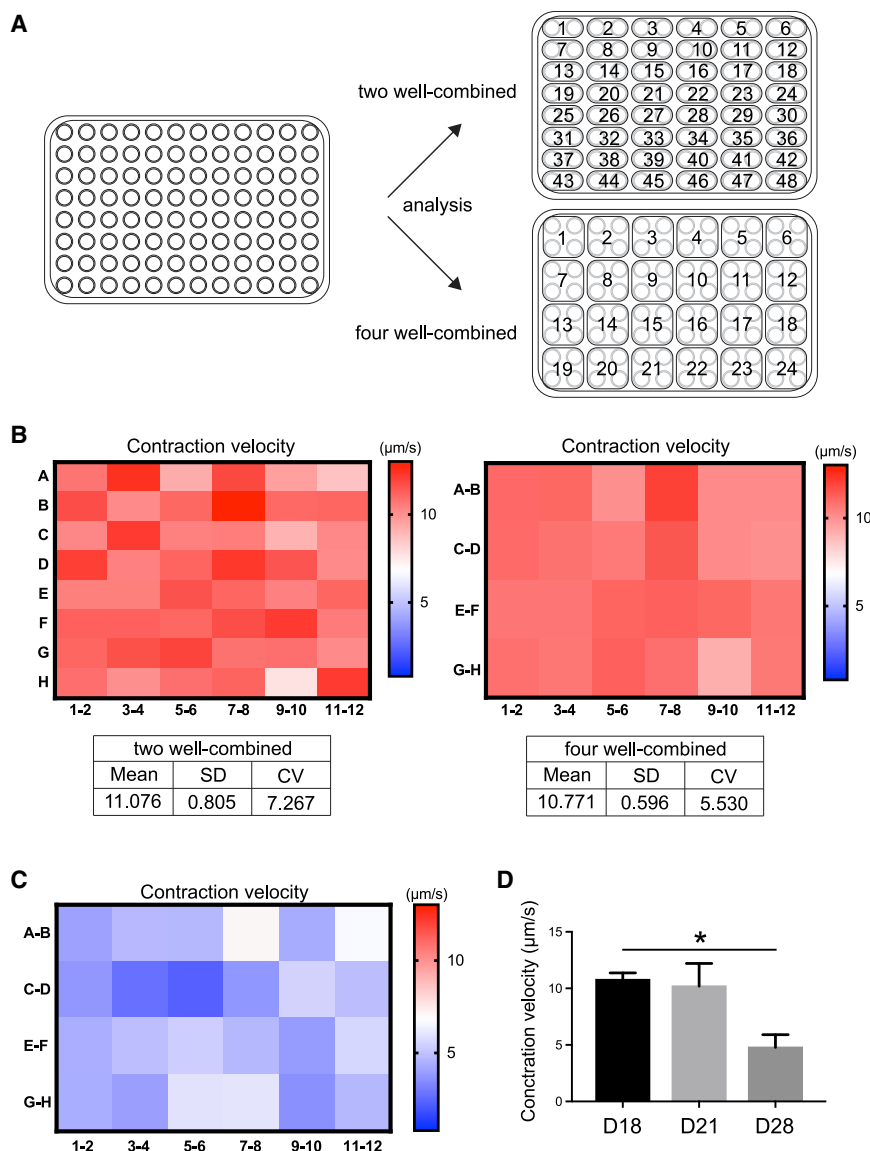 A
two well-combined
analysis
four well-combined
1 2 3 4 5 6
7 8 9 10 11 12
13 14 15 16 17 18
19 20 21 22 23 24
25 26 27 28 29 30
31 32 33 34 35 36
37 38 39 40 41 42
43 44 45 46 47 48
1 2 3 4 5 6
7 8 9 10 11 12
13 14 15 16 17 18
19 20 21 22 23 24
B
Contraction velocity
(µm/s)
A
B
C
D
E
F
G
H
10
5
1-2 3-4 5-6 7-8 9-10 11-12
two well-combined
Mean SD CV
11.076 0.805 7.267
Contraction velocity
(µm/s)
A-B
C-D
E-F
G-H
10
5
1-2 3-4 5-6 7-8 9-10 11-12
four well-combined
Mean SD CV
10.771 0.596 5.530
C
Contraction velocity
(µm/s)
A-B
C-D
E-F
G-H
10
5
1-2 3-4 5-6 7-8 9-10 11-12
D
Conctration velocity (µm/s)
15
10
5
0
*
D18 D21 D28